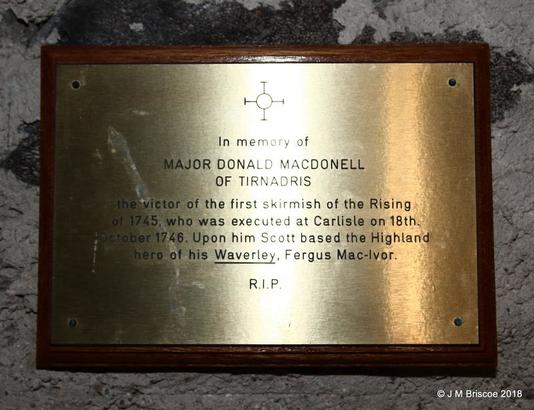 In memory of
MAJOR DONALD MACDONELL
OF TIRNADRIS
the victor of the first skirmish of the Rising
of 1745, who was executed at Carlisle on 18th.
October 1746. Upon him Scott based the Highland
hero of his Waverley, Fergus Mac-Ivor.
R.I.P.
© J M Briscoe 2018